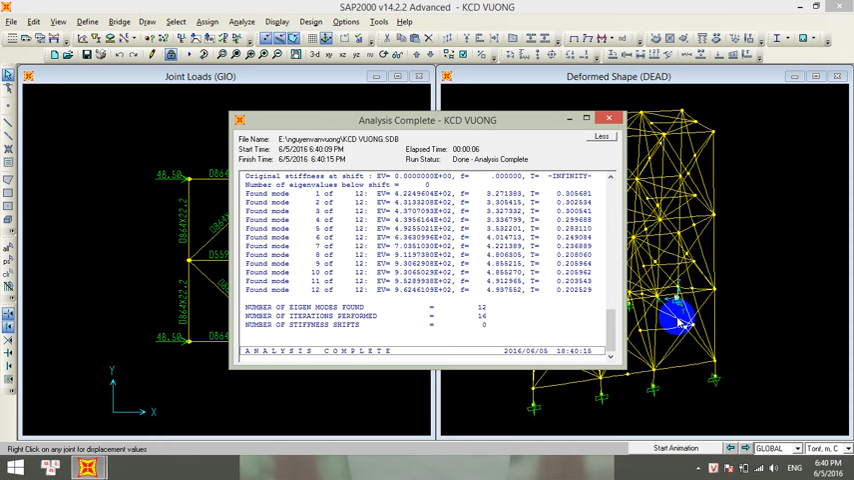 SAP2000 v14.2.2 Advanced - KCD VUONG
File Edit View Define Bridge Draw Select Assign Analyze Display Design Options Tools Help
3-d xy xz yz nv
nd
Joint Loads (GIO)
Deformed Shape (DEAD)
Analysis Complete - KCD VUONG
File Name: E:\nguyenvanvuong\KCD VUONG.SDB
Less
Start Time: 6/5/2016 6:40:09 PM Elapsed Time: 00:00:06
Finish Time: 6/5/2016 6:40:15 PM Run Status: Done - Analysis Complete
Original stiffness at shift : EV= 0.0000000E+00, f= .000000, T= -INFINITY-
Number of eigenvalues below shift = 0
Found mode 1 of 12: EV= 4.2249604E+02, f= 3.271383, T= 0.305681
Found mode 2 of 12: EV= 4.3133208E+02, f= 3.305415, T= 0.302534
Found mode 3 of 12: EV= 4.3707093E+02, f= 3.327332, T= 0.300541
Found mode 4 of 12: EV= 4.3956164E+02, f= 3.336799, T= 0.299688
Found mode 5 of 12: EV= 4.9255021E+02, f= 3.532201, T= 0.283110
Found mode 6 of 12: EV= 6.3630996E+02, f= 4.014713, T= 0.249084
Found mode 7 of 12: EV= 7.0351030E+02, f= 4.221389, T= 0.236889
Found mode 8 of 12: EV= 9.1197380E+02, f= 4.806305, T= 0.208060
Found mode 9 of 12: EV= 9.3062908E+02, f= 4.855210, T= 0.205964
Found mode 10 of 12: EV= 9.3065029E+02, f= 4.855270, T= 0.205962
Found mode 11 of 12: EV= 9.5289938E+02, f= 4.912965, T= 0.203543
Found mode 12 of 12: EV= 9.6246109E+02, f= 4.937552, T= 0.202529
NUMBER OF EIGEN MODES FOUND = 12
NUMBER OF ITERATIONS PERFORMED = 16
NUMBER OF STIFFNESS SHIFTS = 0
A N A L Y S I S C O M P L E T E 2016/06/05 18:40:15
48.50
D864X22.2
48.50
Y
X
Right Click on any joint for displacement values
Start Animation
GLOBAL
Tonf, m, C
ENG
6:40 PM
6/5/2016